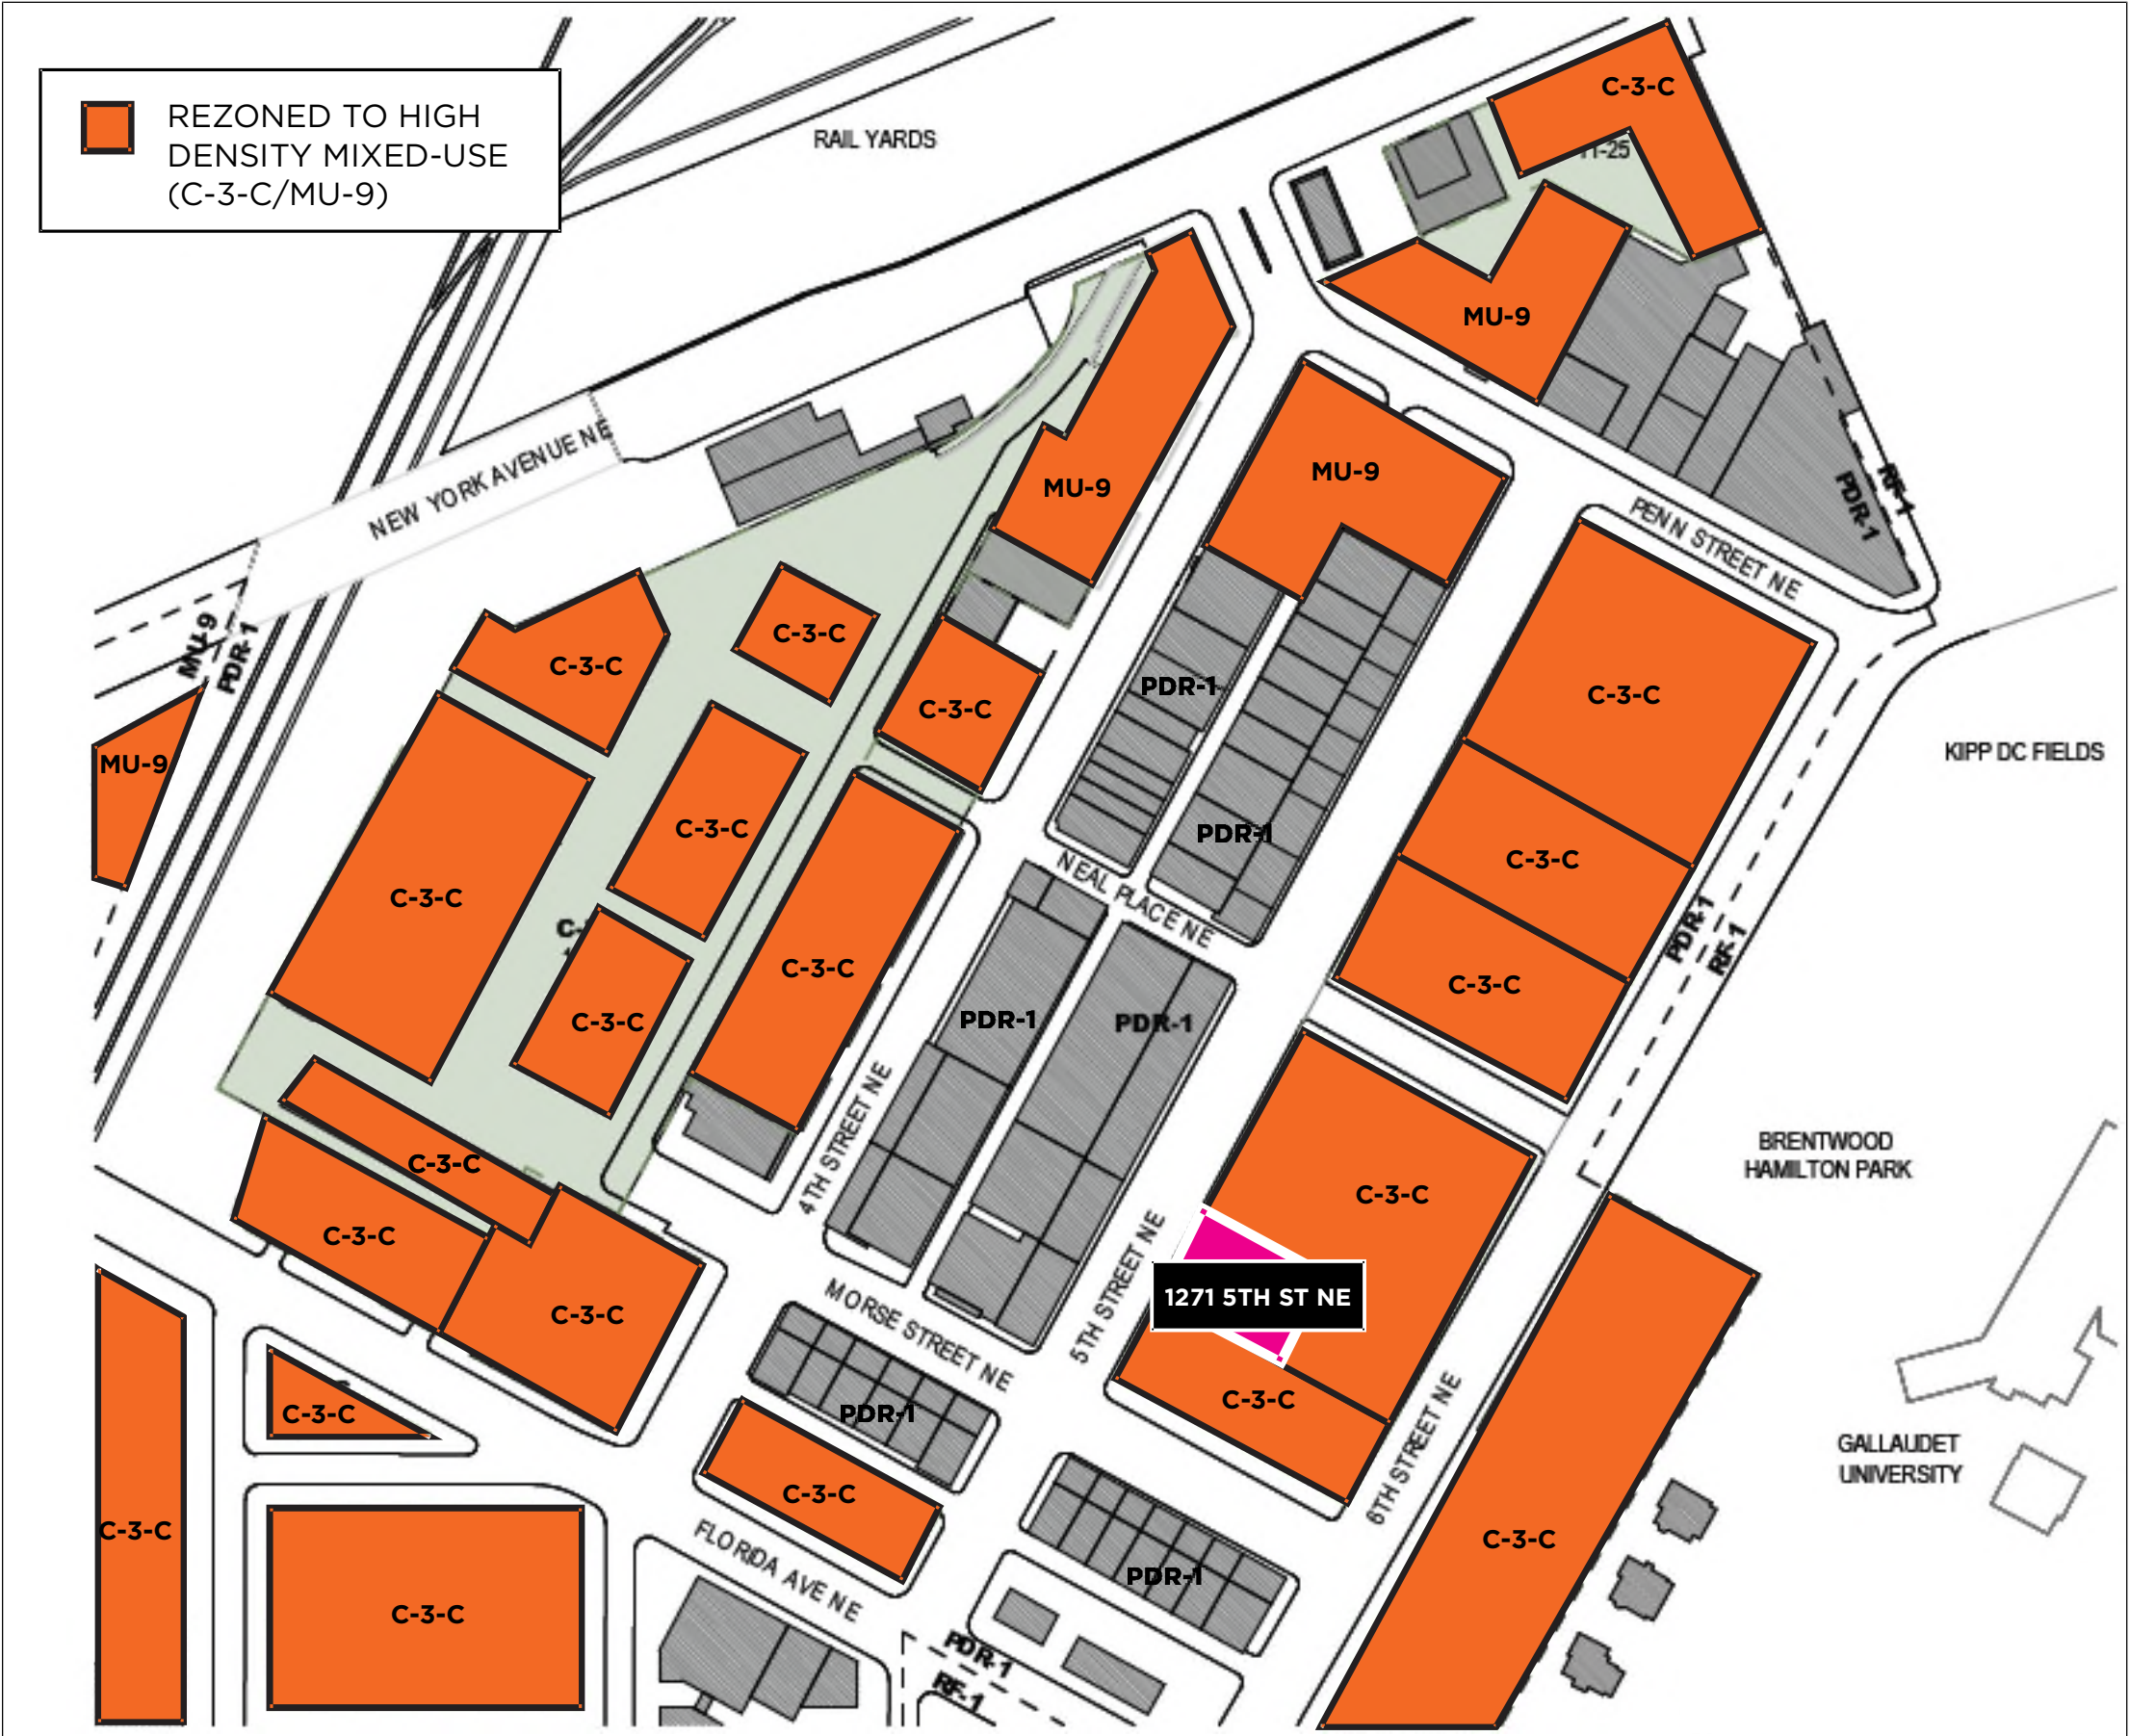 REZONED TO HIGH
DENSITY MIXED-USE
(C-3-C/MU-9)
RAIL YARDS
C-3-C
MU-9
NEW YORK AVENUE NE
MU-9
MU-9
PENN STREET NE
PDR-1
RF-1
MU-9
PDR-1
C-3-C
C-3-C
C-3-C
PDR-1
C-3-C
KIPP DC FIELDS
MU-9
C-3-C
PDR-1
C-3-C
C-3-C
NEAL PLACE NE
C-3-C
C-3-C
C-3-C
PDR-1
RF-1
C-3-C
PDR-1
PDR-1
4TH STREET NE
BRENTWOOD
HAMILTON PARK
C-3-C
C-3-C
C-3-C
C-3-C
5TH STREET NE
1271 5TH ST NE
MORSE STREET NE
C-3-C
C-3-C
PDR-1
C-3-C
6TH STREET NE
GALLAUDET
UNIVERSITY
C-3-C
C-3-C
C-3-C
FLORIDA AVE NE
PDR-1
C-3-C
PDR-1
RF-1